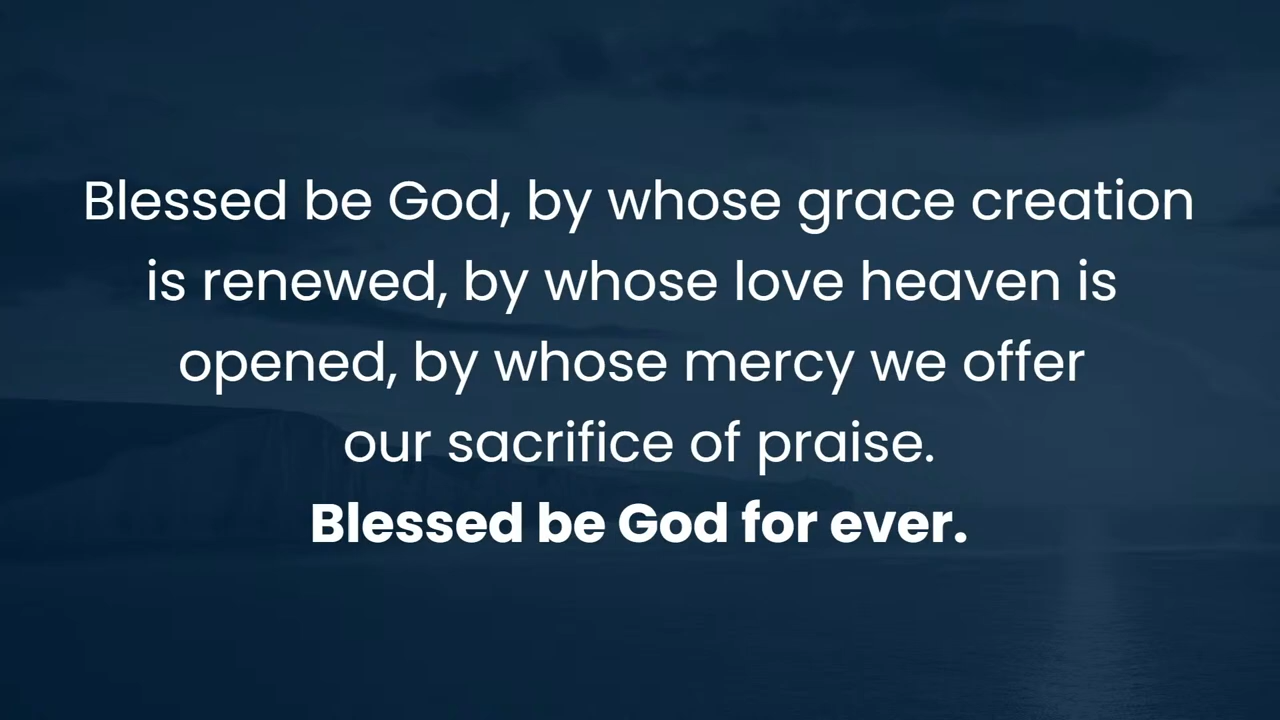 Blessed be God, by whose grace creation
is renewed, by whose love heaven is
opened, by whose mercy we offer
our sacrifice of praise.
Blessed be God for ever.